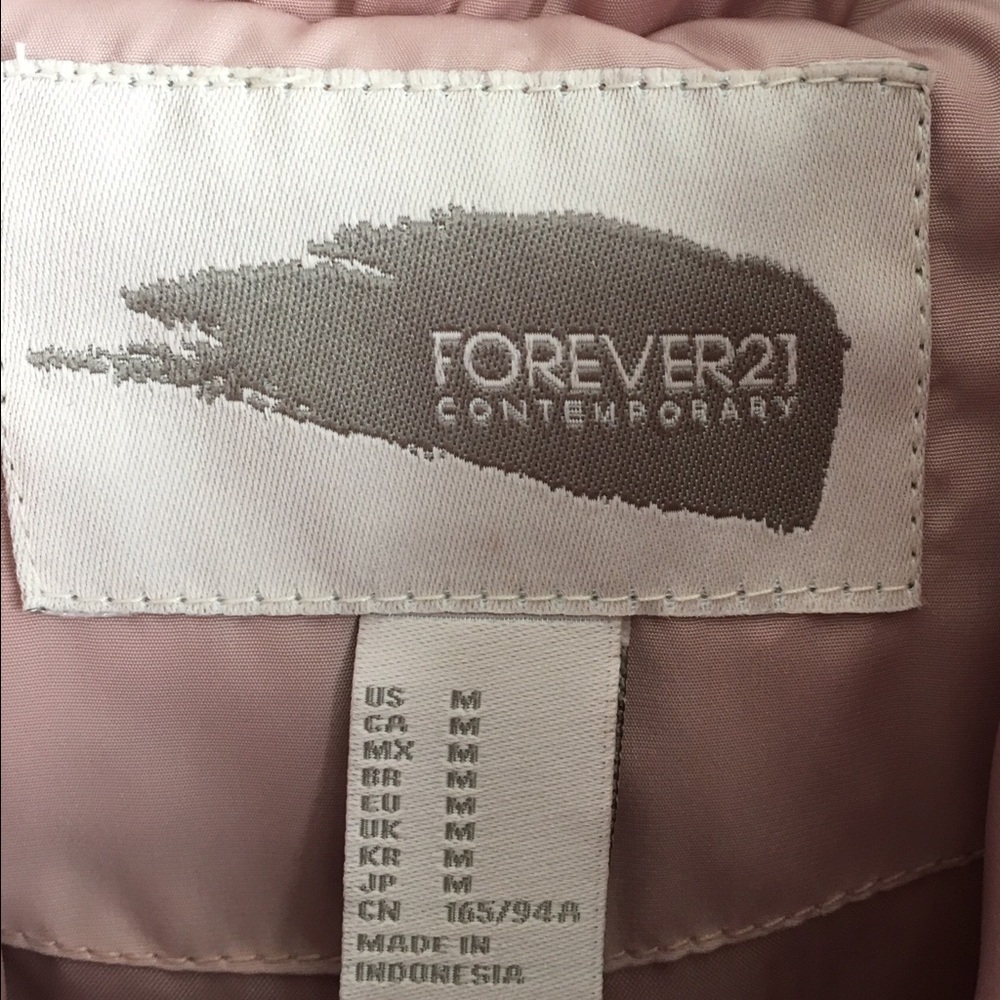 FOREVER21
CONTEMPORARY
US M
CA M
MX M
BR M
EU M
UK M
KR M
JP M
CN 165/94A
MADE IN
INDONESIA